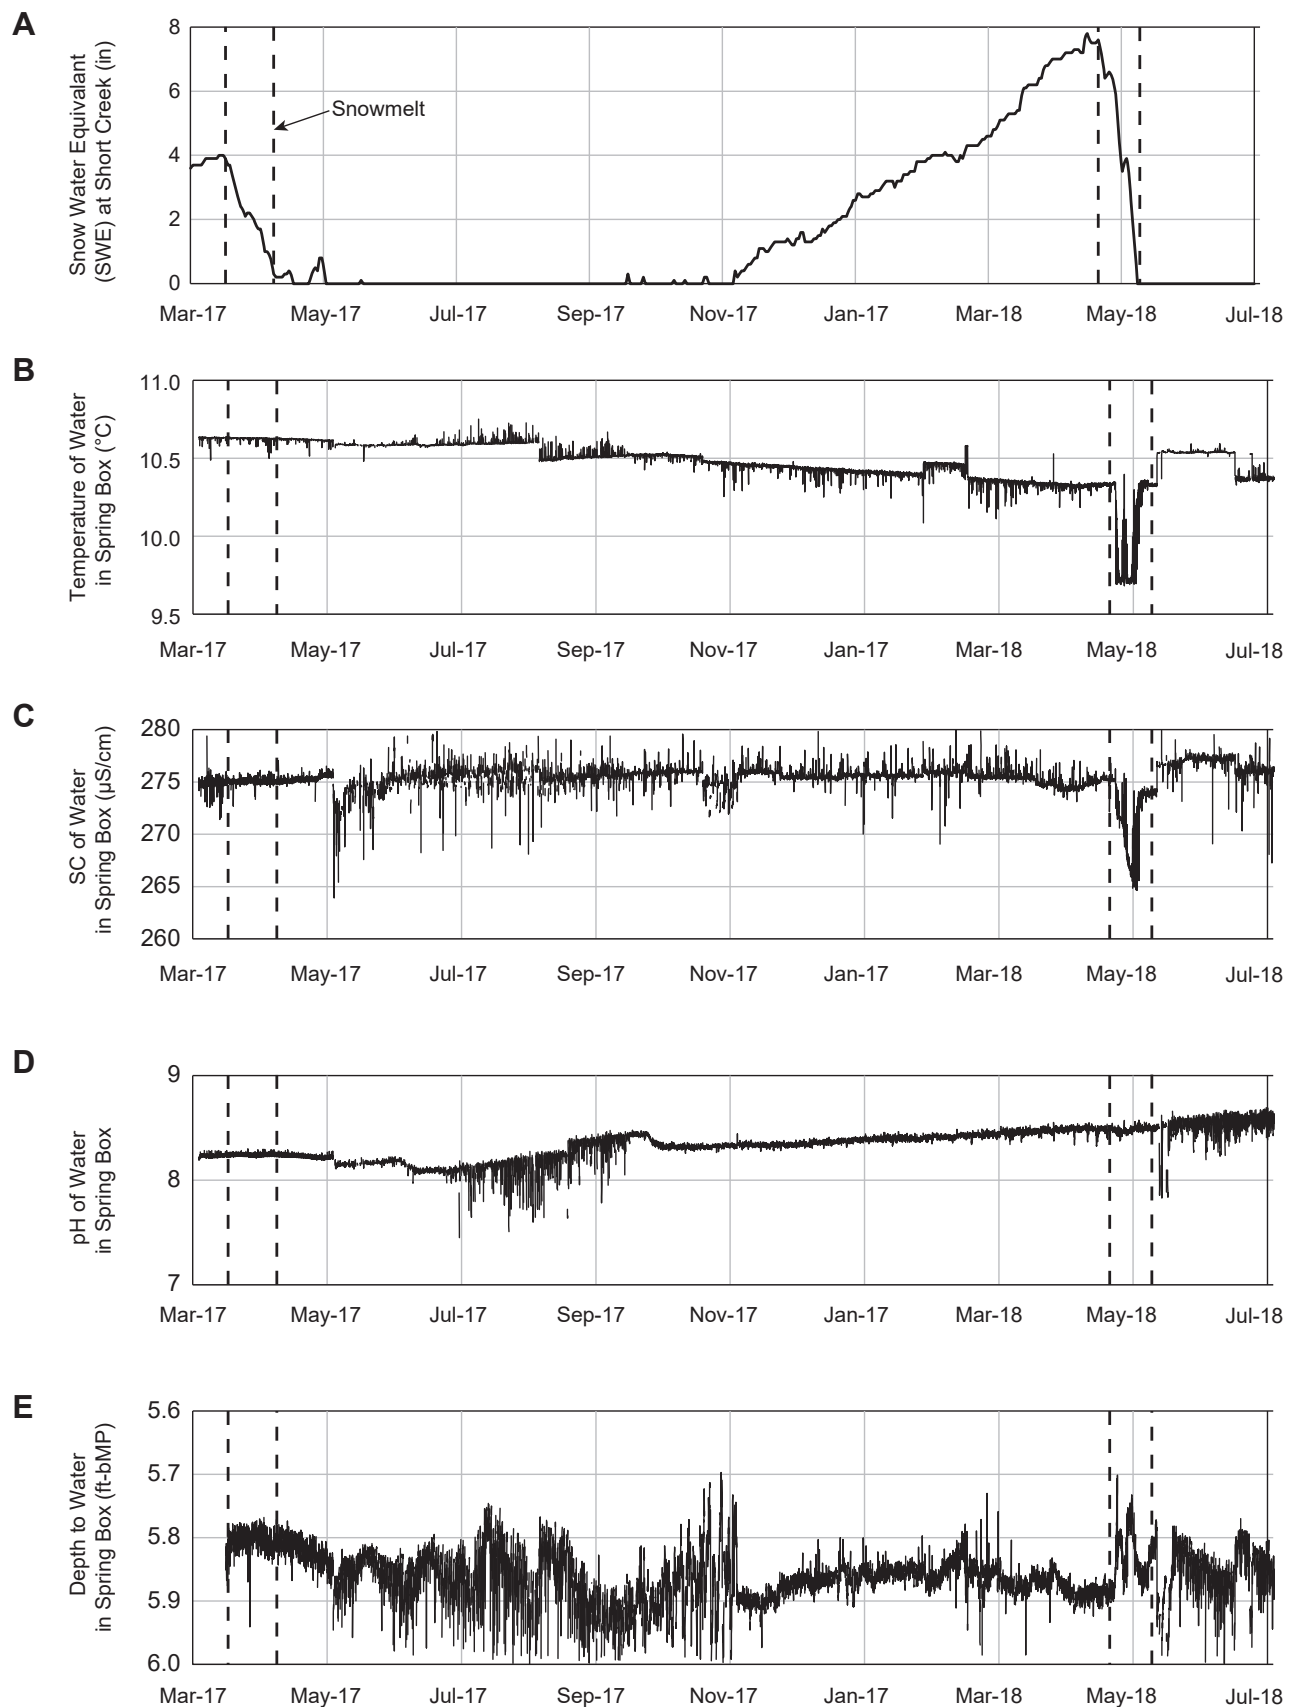 A
Snow Water Equivalant
(SWE) at Short Creek (in)
8
6
4
2
0
Snowmelt
Mar-17 May-17 Jul-17 Sep-17 Nov-17 Jan-17 Mar-18 May-18 Jul-18
B
Temperature of Water
in Spring Box (°C)
11.0
10.5
10.0
9.5
Mar-17 May-17 Jul-17 Sep-17 Nov-17 Jan-17 Mar-18 May-18 Jul-18
C
SC of Water
in Spring Box (µS/cm)
280
275
270
265
260
Mar-17 May-17 Jul-17 Sep-17 Nov-17 Jan-17 Mar-18 May-18 Jul-18
D
pH of Water
in Spring Box
9
8
7
Mar-17 May-17 Jul-17 Sep-17 Nov-17 Jan-17 Mar-18 May-18 Jul-18
E
Depth to Water
in Spring Box (ft-bMP)
5.6
5.7
5.8
5.9
6.0
Mar-17 May-17 Jul-17 Sep-17 Nov-17 Jan-17 Mar-18 May-18 Jul-18